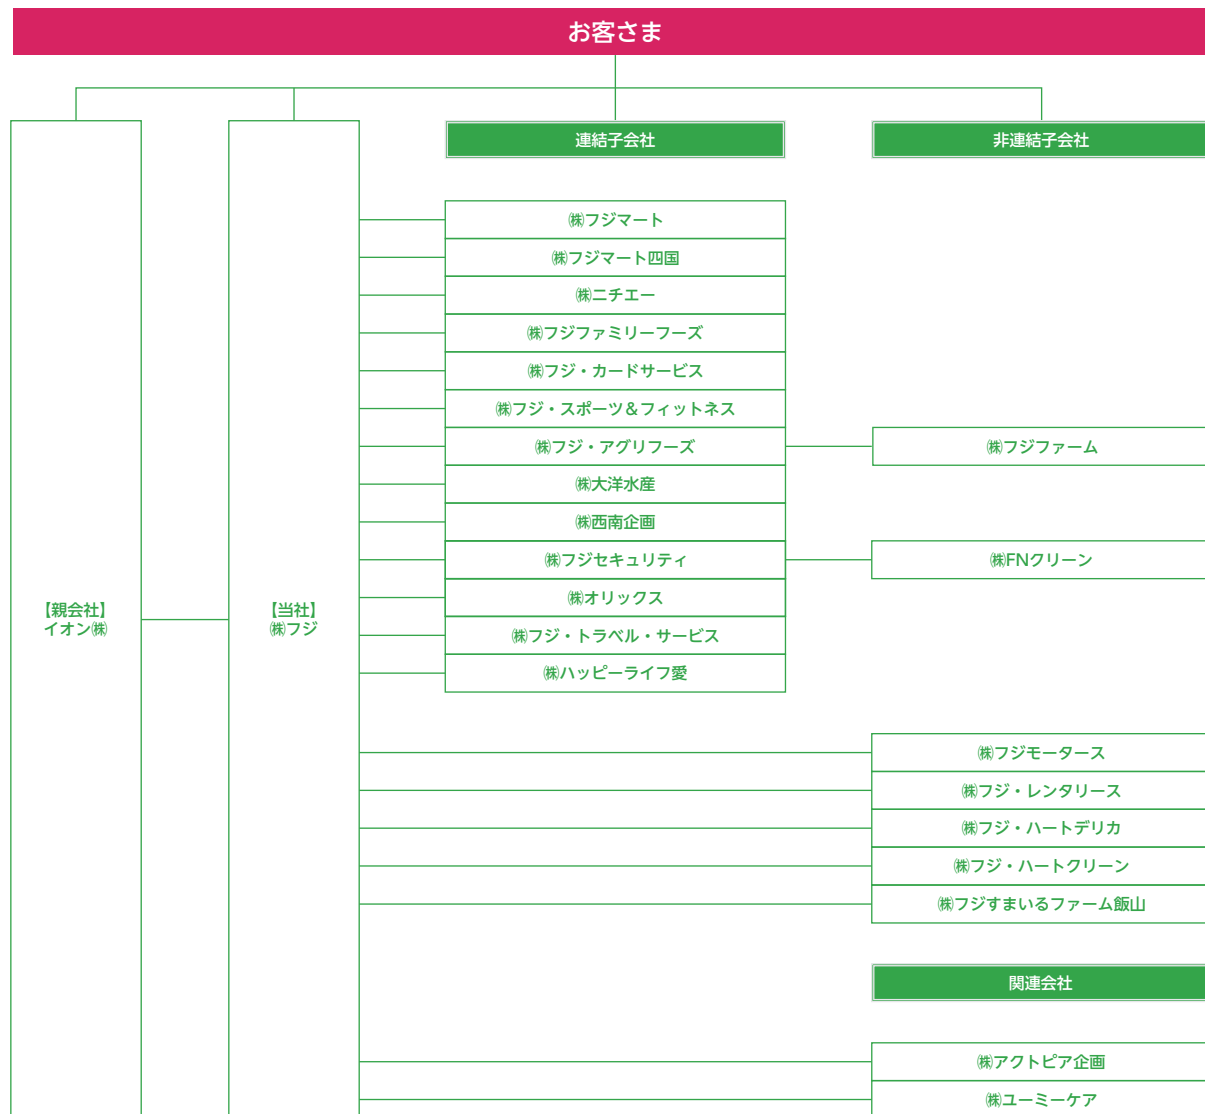 お客さま
連結子会社
非連結子会社
㈱フジマート
㈱フジマート四国
㈱ニチエー
㈱フジファミリーフーズ
㈱フジ・カードサービス
㈱フジ・スポーツ＆フィットネス
㈱フジ・アグリフーズ
㈱フジファーム
㈱大洋水産
㈱西南企画
㈱フジセキュリティ
㈱FNクリーン
【親会社】
イオン㈱
【当社】
㈱フジ
㈱オリックス
㈱フジ・トラベル・サービス
㈱ハッピーライフ愛
㈱フジモータース
㈱フジ・レンタリース
㈱フジ・ハートデリカ
㈱フジ・ハートクリーン
㈱フジすまいるファーム飯山
関連会社
㈱アクトピア企画
㈱ユーミーケア